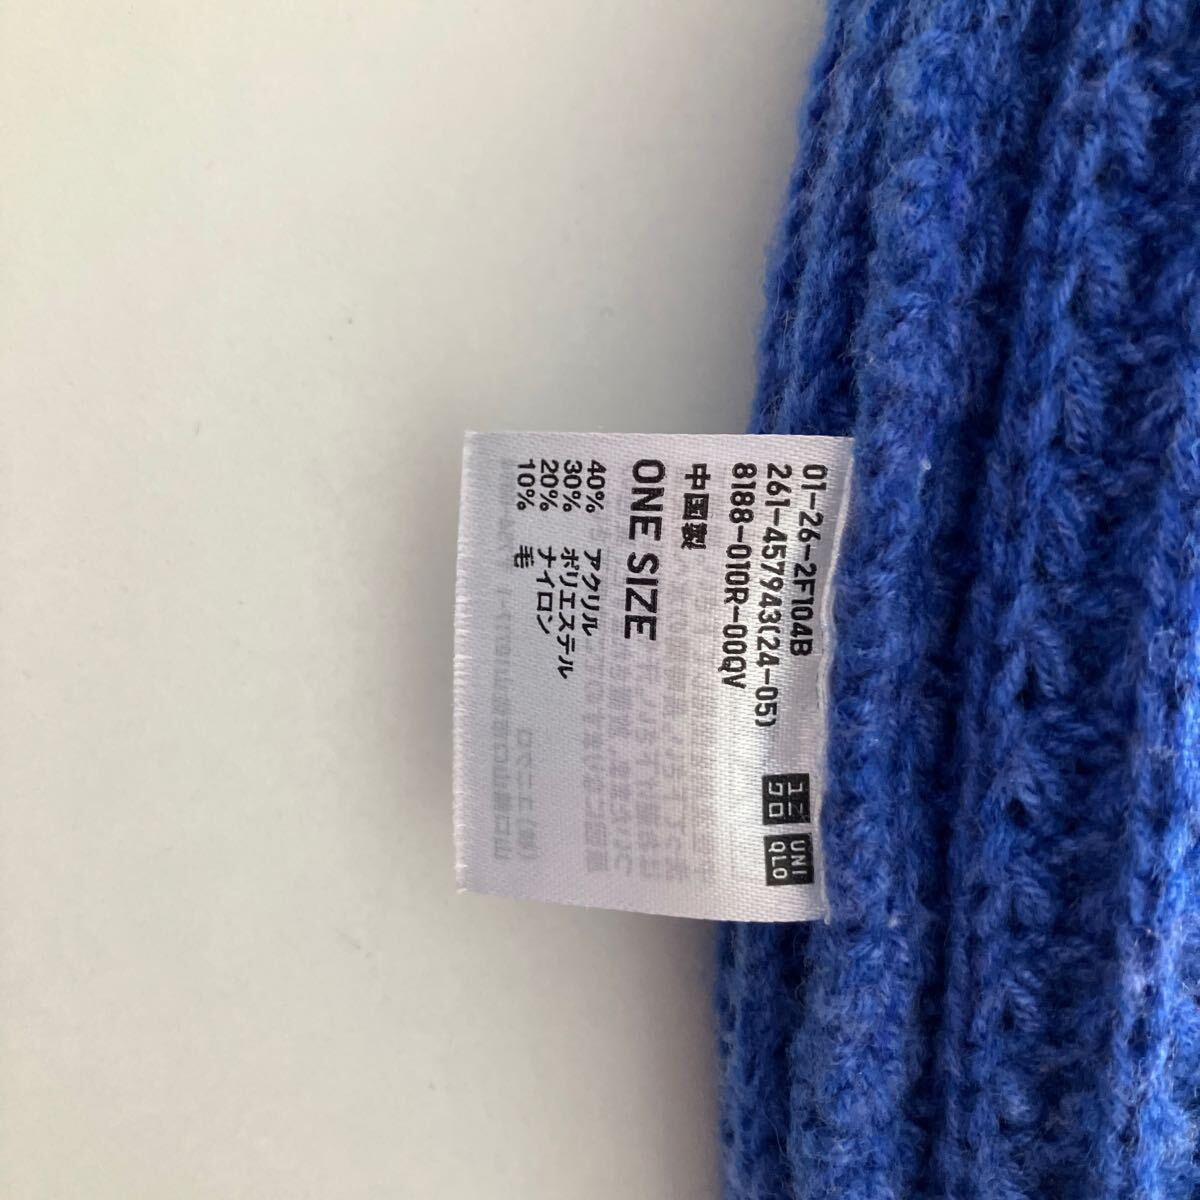 ユニ
クロ
UNI
QLO
01-26-2F104B
261-457943(24-05)
8188-010R-00QV
中国製
ONE SIZE
40% アクリル
30% ポリエステル
20% ナイロン
10% 毛